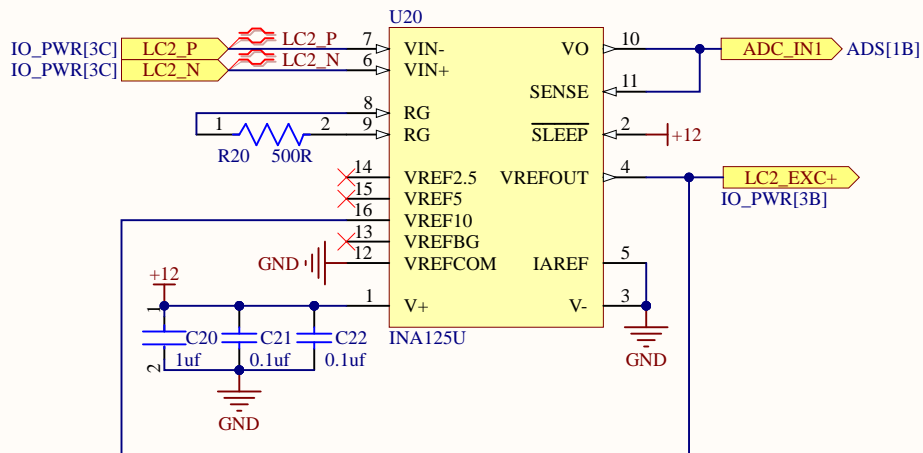 U20
IO_PWR[3C] LC2_P LC2_P 7 VIN- VO 10 ADC_IN1 ADS[1B]
IO_PWR[3C] LC2_N LC2_N 6 VIN+
SENSE 11
8 RG
1 2 9 RG SLEEP 2 +12
R20 500R
14 VREF2.5 VREFOUT 4 LC2_EXC+
15 VREF5 IO_PWR[3B]
16 VREF10
13 VREFBG
GND 12 VREFCOM IAREF 5
+12
1 1 V+ V- 3
C20 C21 C22 INA125U
2 1uf 0.1uf 0.1uf GND
GND